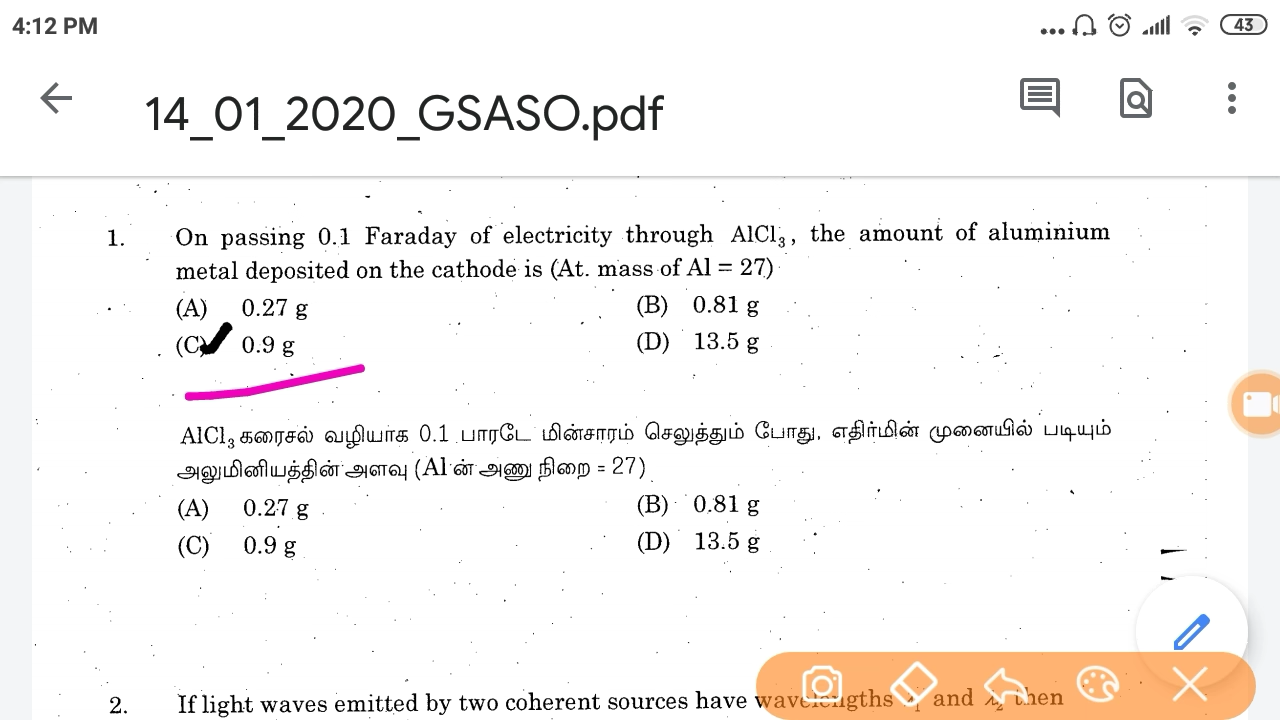 4:12 PM
43
14_01_2020_GSASO.pdf
1. On passing 0.1 Faraday of electricity through AlCl₃, the amount of aluminium
metal deposited on the cathode is (At. mass of Al = 27)
(A) 0.27 g (B) 0.81 g
(C) 0.9 g (D) 13.5 g
AlCl₃ கரைசல் வழியாக 0.1 பாரடே மின்சாரம் செலுத்தும் போது, எதிர்மின் முனையில் படியும்
அலுமினியத்தின் அளவு (Al ன் அணு நிறை = 27)
(A) 0.27 g (B) 0.81 g
(C) 0.9 g (D) 13.5 g
2. If light waves emitted by two coherent sources have wavelengths and λ₂ then